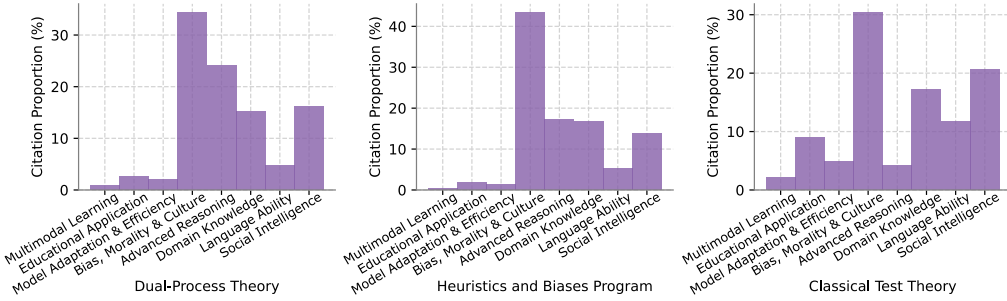 Citation Proportion (%)
30
20
10
0
Multimodal Learning
Educational Application
Model Adaptation & Efficiency
Bias, Morality & Culture
Advanced Reasoning
Domain Knowledge
Language Ability
Social Intelligence
Dual-Process Theory
Citation Proportion (%)
40
30
20
10
0
Multimodal Learning
Educational Application
Model Adaptation & Efficiency
Bias, Morality & Culture
Advanced Reasoning
Domain Knowledge
Language Ability
Social Intelligence
Heuristics and Biases Program
Citation Proportion (%)
30
20
10
0
Multimodal Learning
Educational Application
Model Adaptation & Efficiency
Bias, Morality & Culture
Advanced Reasoning
Domain Knowledge
Language Ability
Social Intelligence
Classical Test Theory